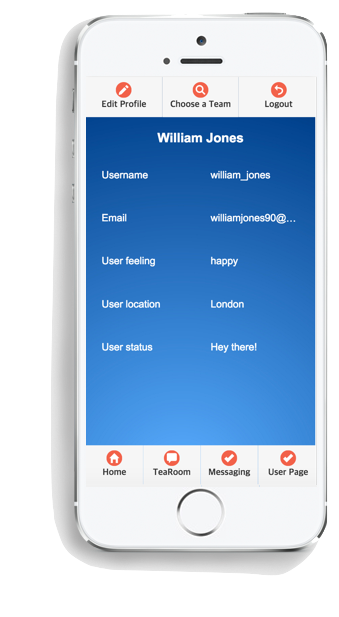 Edit Profile Choose a Team Logout
William Jones
Username william_jones
Email williamjones90@...
User feeling happy
User location London
User status Hey there!
Home TeaRoom Messaging User Page